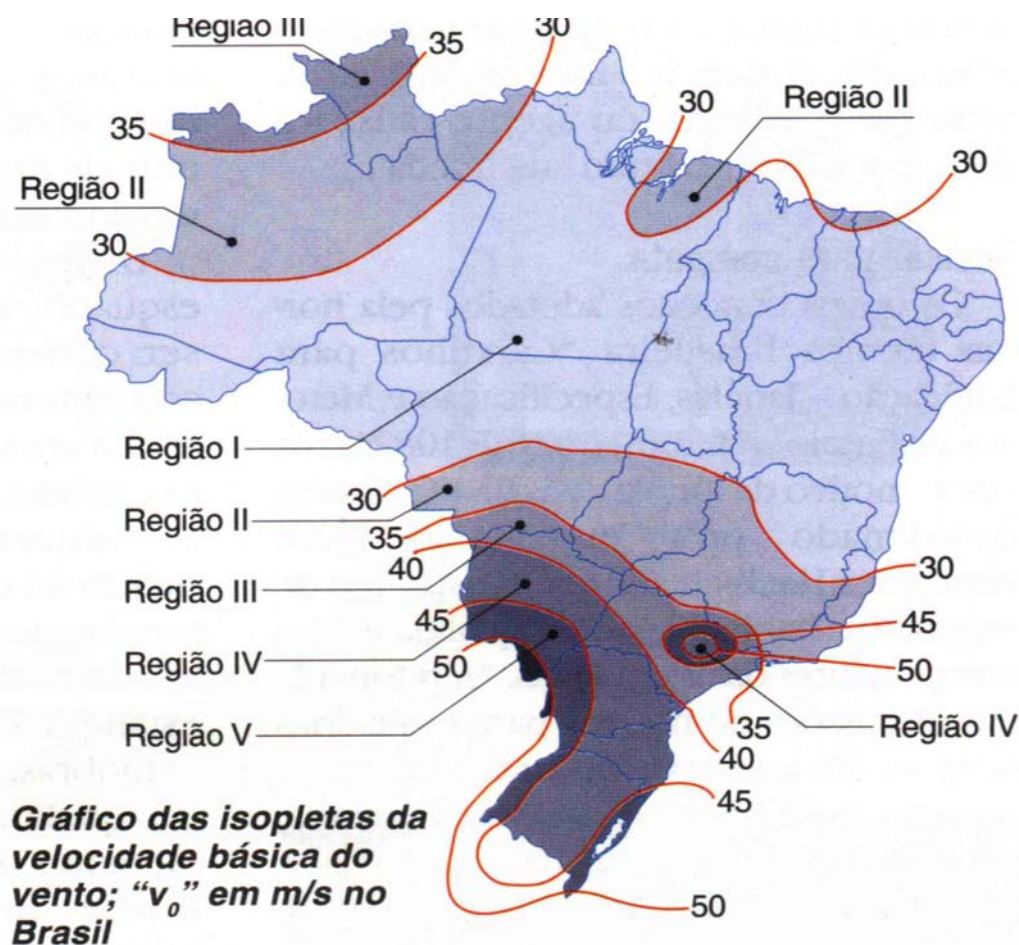 Região III
35
30
35
30
Região II
30
Região II
30
Região I
30
Região II
35
40
30
Região III
45
45
Região IV
50
50
Região V
35
Região IV
40
45
Gráfico das isopletas da
velocidade básica do
vento; “v₀” em m/s no
Brasil
50